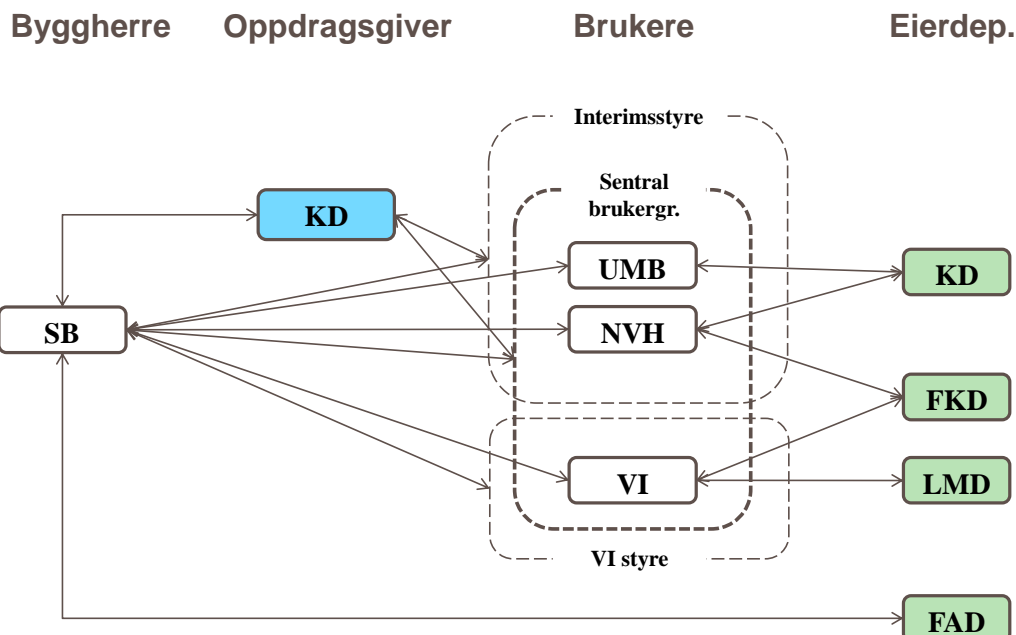 Byggherre Oppdragsgiver Brukere Eierdep.
Interimsstyre
Sentral
brukergr.
KD
UMB
KD
NVH
SB
FKD
VI
LMD
VI styre
FAD